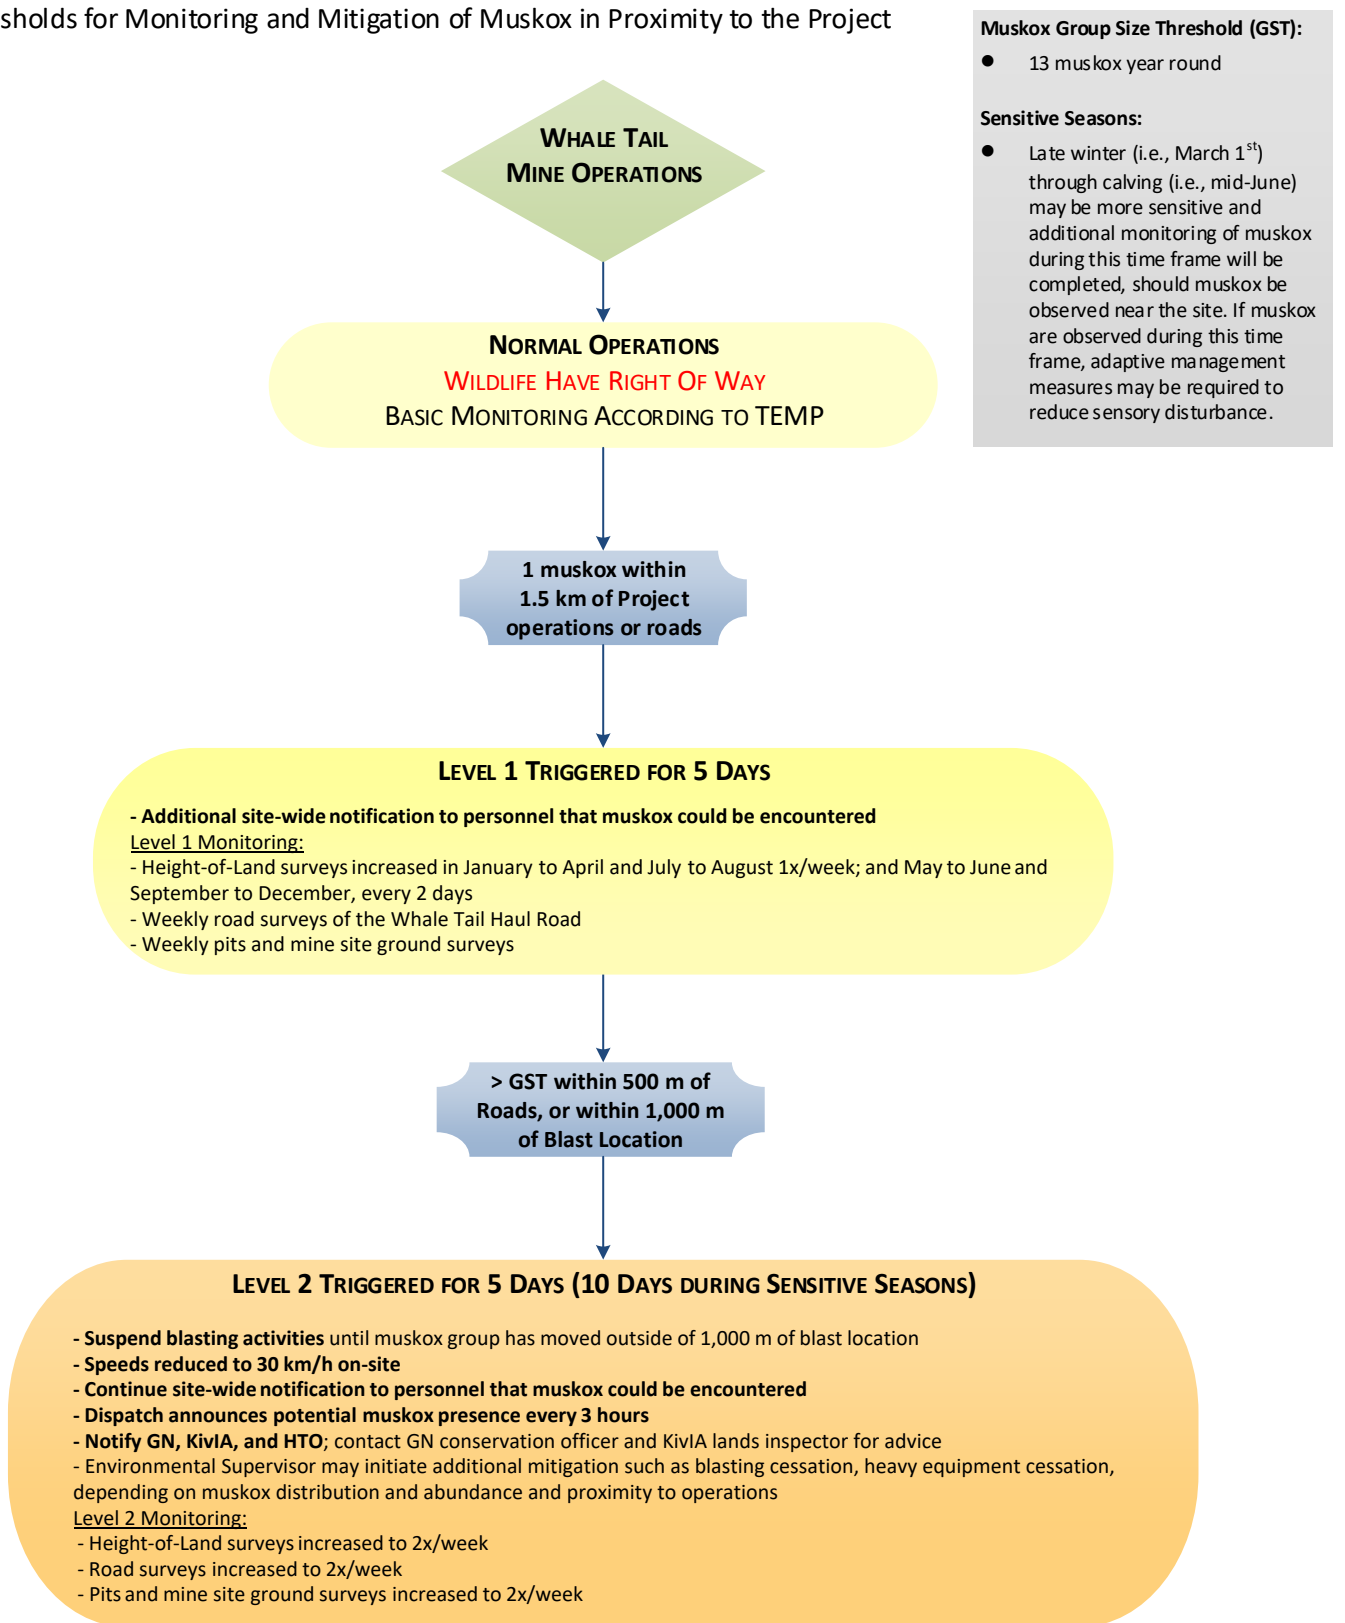 sholds for Monitoring and Mitigation of Muskox in Proximity to the Project
Muskox Group Size Threshold (GST):
● 13 muskox year round
Sensitive Seasons:
● Late winter (i.e., March 1st)
through calving (i.e., mid-June)
may be more sensitive and
additional monitoring of muskox
during this time frame will be
completed, should muskox be
observed near the site. If muskox
are observed during this time
frame, adaptive management
measures may be required to
reduce sensory disturbance.
WHALE TAIL
MINE OPERATIONS
NORMAL OPERATIONS
WILDLIFE HAVE RIGHT OF WAY
BASIC MONITORING ACCORDING TO TEMP
1 muskox within
1.5 km of Project
operations or roads
LEVEL 1 TRIGGERED FOR 5 DAYS
- Additional site-wide notification to personnel that muskox could be encountered
Level 1 Monitoring:
- Height-of-Land surveys increased in January to April and July to August 1x/week; and May to June and
September to December, every 2 days
- Weekly road surveys of the Whale Tail Haul Road
- Weekly pits and mine site ground surveys
> GST within 500 m of
Roads, or within 1,000 m
of Blast Location
LEVEL 2 TRIGGERED FOR 5 DAYS (10 DAYS DURING SENSITIVE SEASONS)
- Suspend blasting activities until muskox group has moved outside of 1,000 m of blast location
- Speeds reduced to 30 km/h on-site
- Continue site-wide notification to personnel that muskox could be encountered
- Dispatch announces potential muskox presence every 3 hours
- Notify GN, KivIA, and HTO; contact GN conservation officer and KivIA lands inspector for advice
- Environmental Supervisor may initiate additional mitigation such as blasting cessation, heavy equipment cessation,
depending on muskox distribution and abundance and proximity to operations
Level 2 Monitoring:
- Height-of-Land surveys increased to 2x/week
- Road surveys increased to 2x/week
- Pits and mine site ground surveys increased to 2x/week